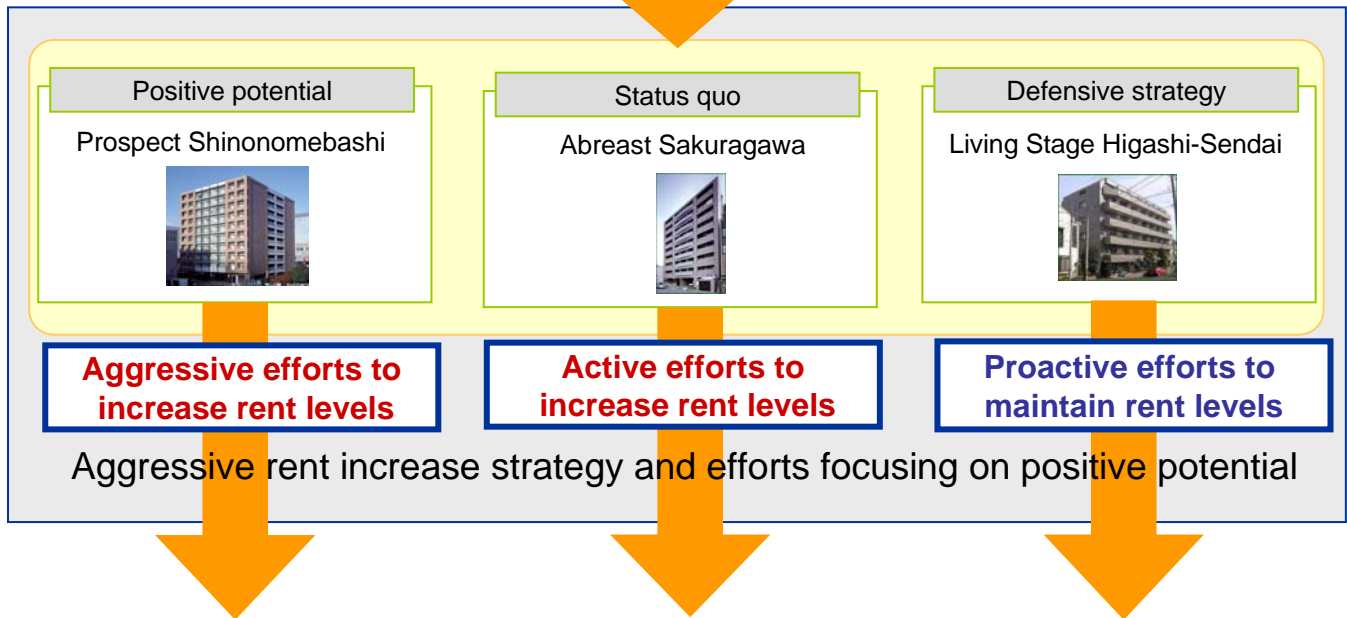 Positive potential
Prospect Shinonomebashi
Status quo
Abreast Sakuragawa
Defensive strategy
Living Stage Higashi-Sendai
Aggressive efforts to
increase rent levels
Active efforts to
increase rent levels
Proactive efforts to
maintain rent levels
Aggressive rent increase strategy and efforts focusing on positive potential